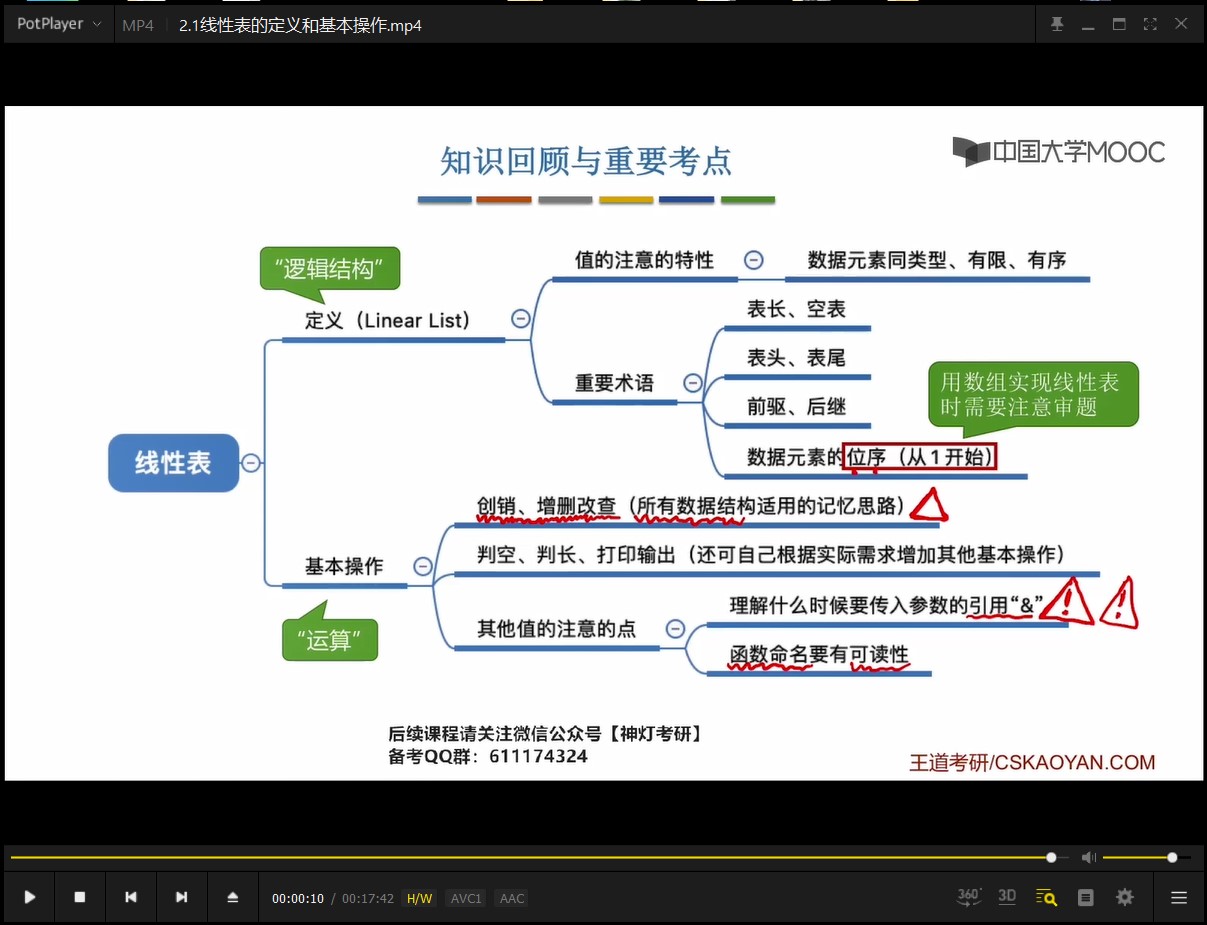 PotPlayer MP4 2.1线性表的定义和基本操作.mp4
知识回顾与重要考点
中国大学MOOC
“逻辑结构”
定义（Linear List）
值的注意的特性
数据元素同类型、有限、有序
重要术语
表长、空表
表头、表尾
前驱、后继
数据元素的位序（从1开始）
用数组实现线性表
时需要注意审题
线性表
基本操作
“运算”
创销、增删改查（所有数据结构适用的记忆思路）
判空、判长、打印输出（还可自己根据实际需求增加其他基本操作）
其他值的注意的点
理解什么时候要传入参数的引用“&”
函数命名要有可读性
后续课程请关注微信公众号【神灯考研】
备考QQ群：611174324
王道考研/CSKAOYAN.COM
00:00:10 / 00:17:42 H/W AVC1 AAC
360° 3D